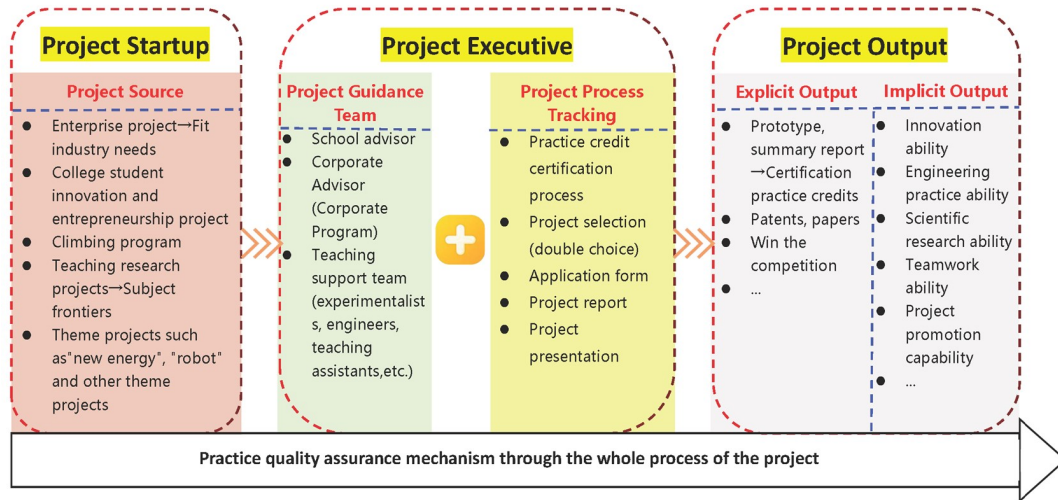 Project Startup
Project Source
● Enterprise project→Fit
industry needs
● College student
innovation and
entrepreneurship project
● Climbing program
● Teaching research
projects→Subject
frontiers
● Theme projects such
as"new energy", "robot"
and other theme
projects
Project Executive
Project Guidance
Team
● School advisor
● Corporate
Advisor
(Corporate
Program)
● Teaching
support team
(experimentalist
s, engineers,
teaching
assistants,etc.)
Project Process
Tracking
● Practice credit
certification
process
● Project selection
(double choice)
● Application form
● Project report
● Project
presentation
Project Output
Explicit Output
● Prototype,
summary report
→Certification
practice credits
● Patents, papers
● Win the
competition
● ...
Implicit Output
● Innovation
ability
● Engineering
practice ability
● Scientific
research ability
● Teamwork
ability
● Project
promotion
capability
● ...
Practice quality assurance mechanism through the whole process of the project